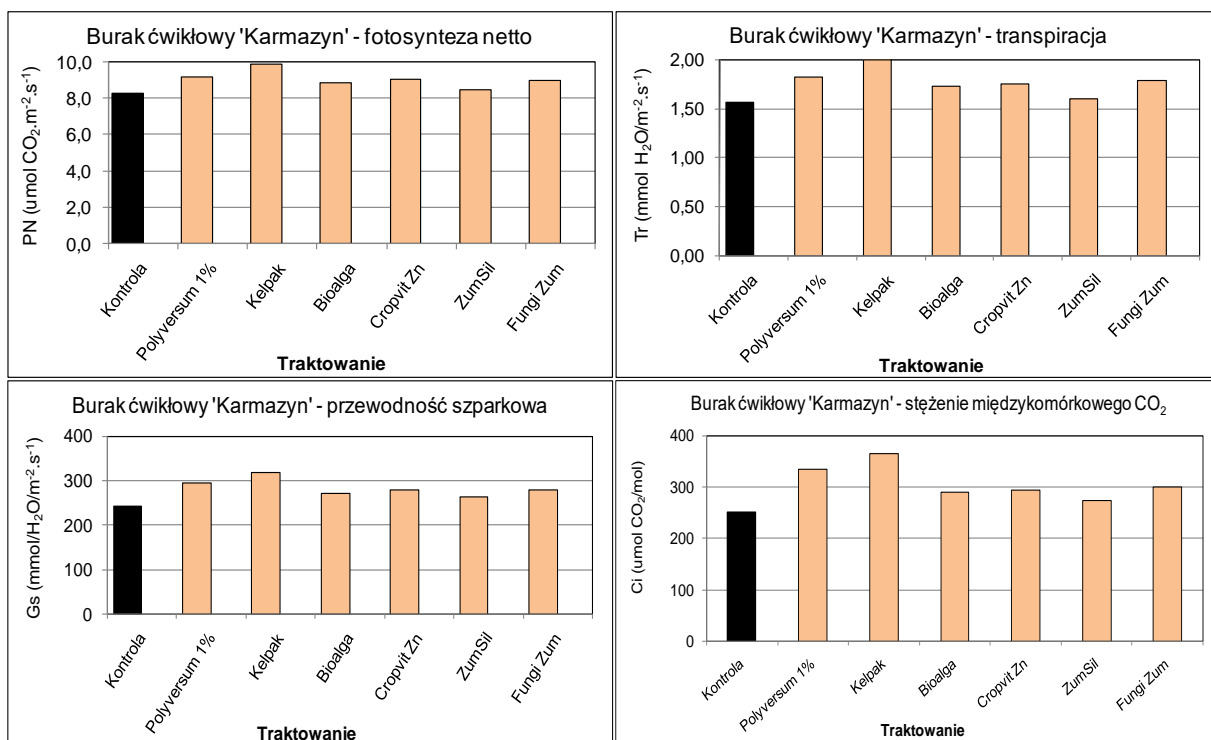 Burak ćwikłowy 'Karmazyn' - fotosynteza netto
PN (umol CO₂.m⁻².s⁻¹)
10,0
8,0
6,0
4,0
2,0
0,0
Kontrola
Polyversum 1%
Kelpak
Bioalga
Cropvit Zn
ZumSil
Fungi Zum
Traktowanie
Burak ćwikłowy 'Karmazyn' - transpiracja
Tr (mmol H₂O/m⁻².s⁻¹)
2,00
1,50
1,00
0,50
0,00
Kontrola
Polyversum 1%
Kelpak
Bioalga
Cropvit Zn
ZumSil
Fungi Zum
Traktowanie
Burak ćwikłowy 'Karmazyn' - przewodność szparkowa
Gs (mmol/H₂O/m⁻².s⁻¹)
400
300
200
100
0
Kontrola
Polyversum 1%
Kelpak
Bioalga
Cropvit Zn
ZumSil
Fungi Zum
Traktowanie
Burak ćwikłowy 'Karmazyn' - stężenie międzykomórkowego CO₂
Ci (umol CO₂/mol)
400
300
200
100
0
Kontrola
Polyversum 1%
Kelpak
Bioalga
Cropvit Zn
ZumSil
Fungi Zum
Traktowanie